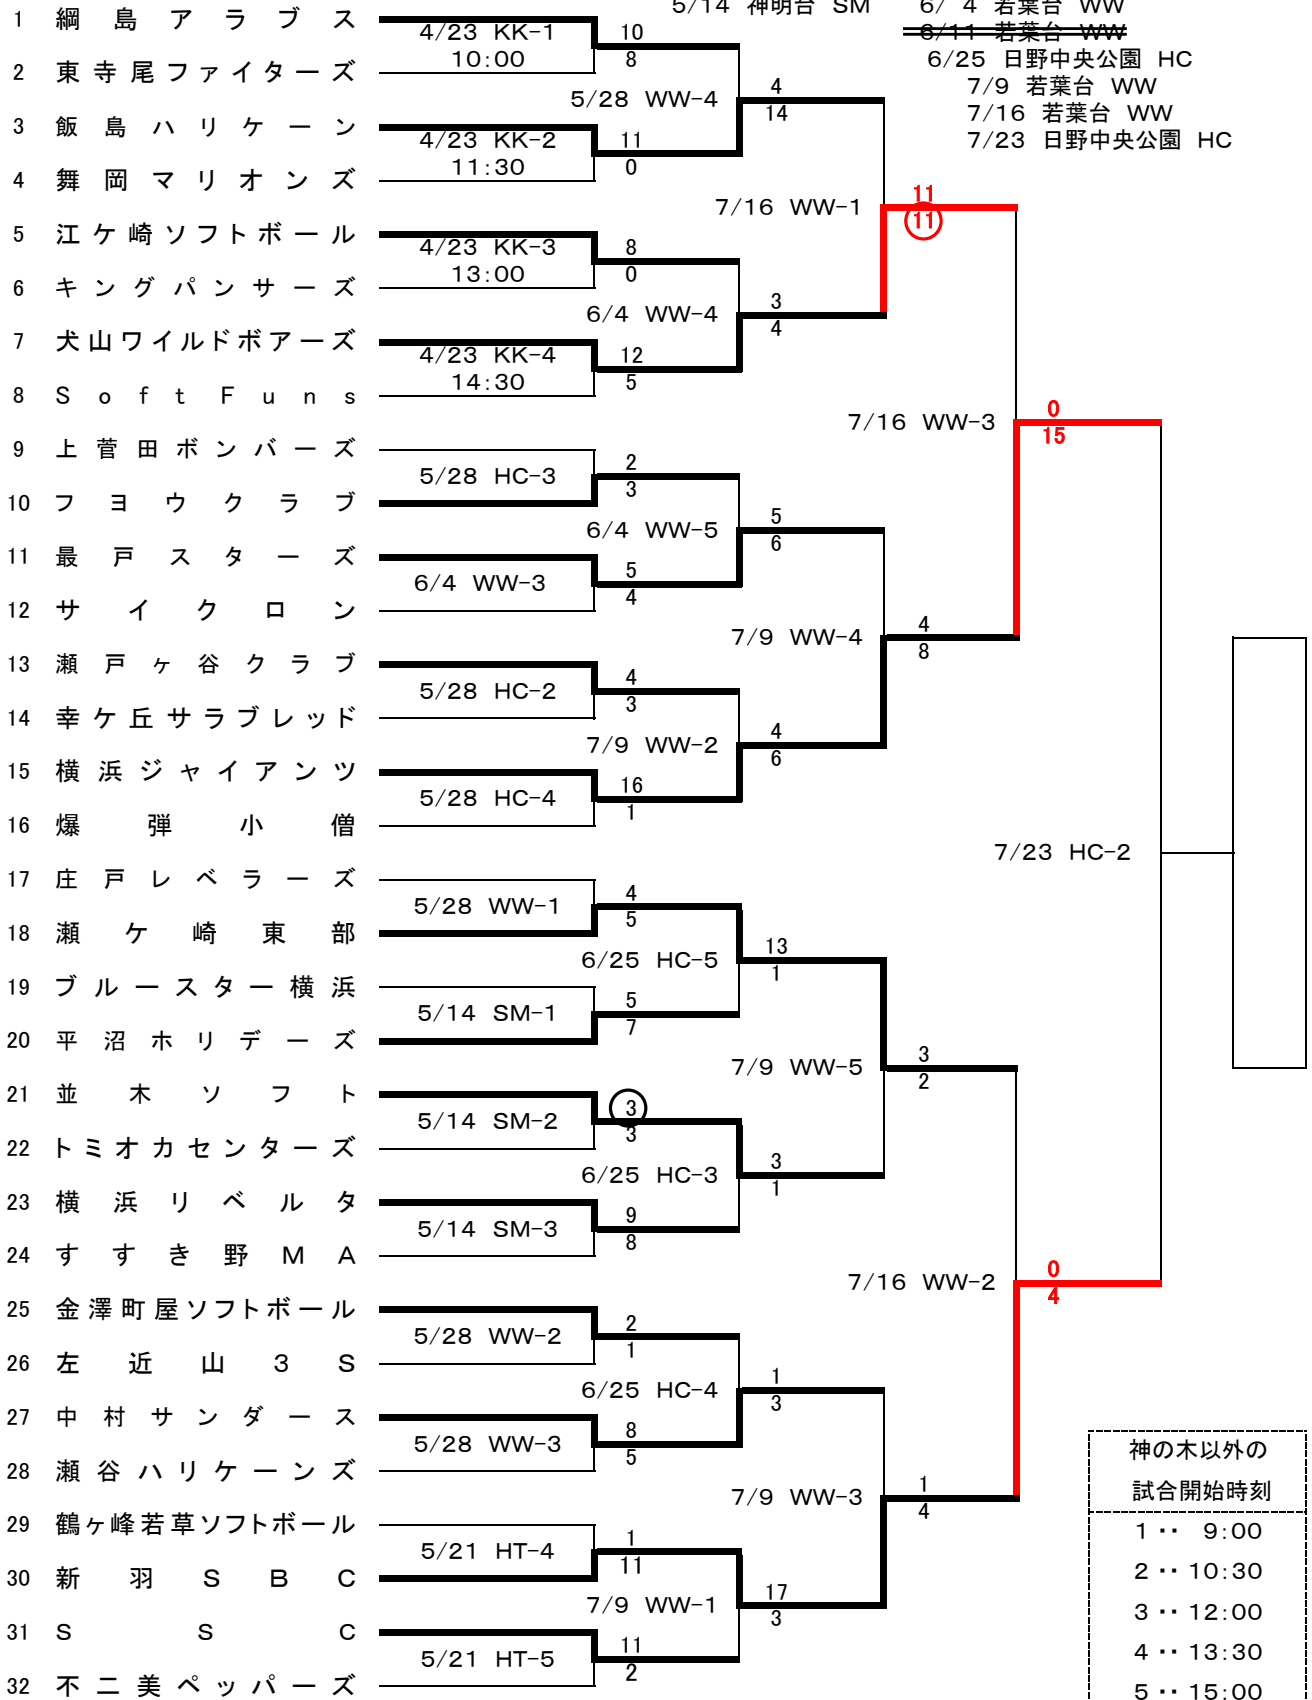 5/14 神明台 SM 6/ 4 若葉台 WW
1 綱島アラブス
4/23 KK-1 10
6/11 若葉台 WW
10:00 8
6/25 日野中央公園 HC
2 東寺尾ファイターズ
7/9 若葉台 WW
5/28 WW-4 4
14
7/16 若葉台 WW
3 飯島ハリケーン
4/23 KK-2 11
7/23 日野中央公園 HC
11:30 0
4 舞岡マリオンズ
7/16 WW-1 11
11
5 江ケ崎ソフトボール
4/23 KK-3 8
13:00 0
6 キングパンサーズ
6/4 WW-4 3
4
7 犬山ワイルドボアーズ
4/23 KK-4 12
14:30 5
8 Soft Funs
7/16 WW-3 0
15
9 上菅田ボンバーズ
5/28 HC-3 2
3
10 フヨウクラブ
6/4 WW-5 5
6
11 最戸スターズ
6/4 WW-3 5
4
12 サイクロン
7/9 WW-4 4
8
13 瀬戸ヶ谷クラブ
5/28 HC-2 4
3
14 幸ケ丘サラブレッド
7/9 WW-2 4
6
15 横浜ジャイアンツ
5/28 HC-4 16
1
16 爆弾小僧
7/23 HC-2
17 庄戸レベラーズ
5/28 WW-1 4
5
18 瀬ケ崎東部
6/25 HC-5 13
1
19 ブルースター横浜
5/14 SM-1 5
7
20 平沼ホリデーズ
7/9 WW-5 3
2
21 並木ソフト
5/14 SM-2 3
3
22 トミオカセンターズ
6/25 HC-3 3
1
23 横浜リベルタ
5/14 SM-3 9
8
24 すすき野MA
7/16 WW-2 0
4
25 金澤町屋ソフトボール
5/28 WW-2 2
1
26 左近山3S
6/25 HC-4 1
3
27 中村サンダース
5/28 WW-3 8
5
28 瀬谷ハリケーンズ
7/9 WW-3 1
4
29 鶴ヶ峰若草ソフトボール
5/21 HT-4 1
11
30 新羽SBC
7/9 WW-1 17
3
31 SSC
5/21 HT-5 11
2
32 不二美ペッパーズ
神の木以外の
試合開始時刻
1 ・・ 9:00
2 ・・ 10:30
3 ・・ 12:00
4 ・・ 13:30
5 ・・ 15:00